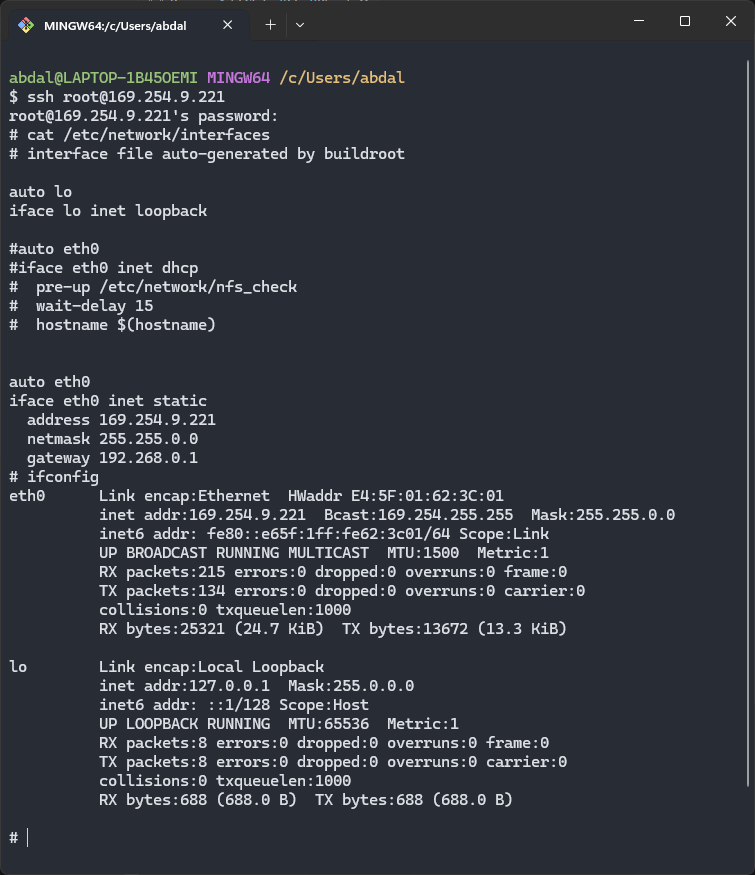 MINGW64:/c/Users/abdal
abdal@LAPTOP-1B45OEMI MINGW64 /c/Users/abdal
$ ssh root@169.254.9.221
root@169.254.9.221's password:
# cat /etc/network/interfaces
# interface file auto-generated by buildroot

auto lo
iface lo inet loopback

#auto eth0
#iface eth0 inet dhcp
#  pre-up /etc/network/nfs_check
#  wait-delay 15
#  hostname $(hostname)


auto eth0
iface eth0 inet static
  address 169.254.9.221
  netmask 255.255.0.0
  gateway 192.168.0.1
# ifconfig
eth0      Link encap:Ethernet  HWaddr E4:5F:01:62:3C:01
          inet addr:169.254.9.221  Bcast:169.254.255.255  Mask:255.255.0.0
          inet6 addr: fe80::e65f:1ff:fe62:3c01/64 Scope:Link
          UP BROADCAST RUNNING MULTICAST  MTU:1500  Metric:1
          RX packets:215 errors:0 dropped:0 overruns:0 frame:0
          TX packets:134 errors:0 dropped:0 overruns:0 carrier:0
          collisions:0 txqueuelen:1000
          RX bytes:25321 (24.7 KiB)  TX bytes:13672 (13.3 KiB)

lo        Link encap:Local Loopback
          inet addr:127.0.0.1  Mask:255.0.0.0
          inet6 addr: ::1/128 Scope:Host
          UP LOOPBACK RUNNING  MTU:65536  Metric:1
          RX packets:8 errors:0 dropped:0 overruns:0 frame:0
          TX packets:8 errors:0 dropped:0 overruns:0 carrier:0
          collisions:0 txqueuelen:1000
          RX bytes:688 (688.0 B)  TX bytes:688 (688.0 B)

#